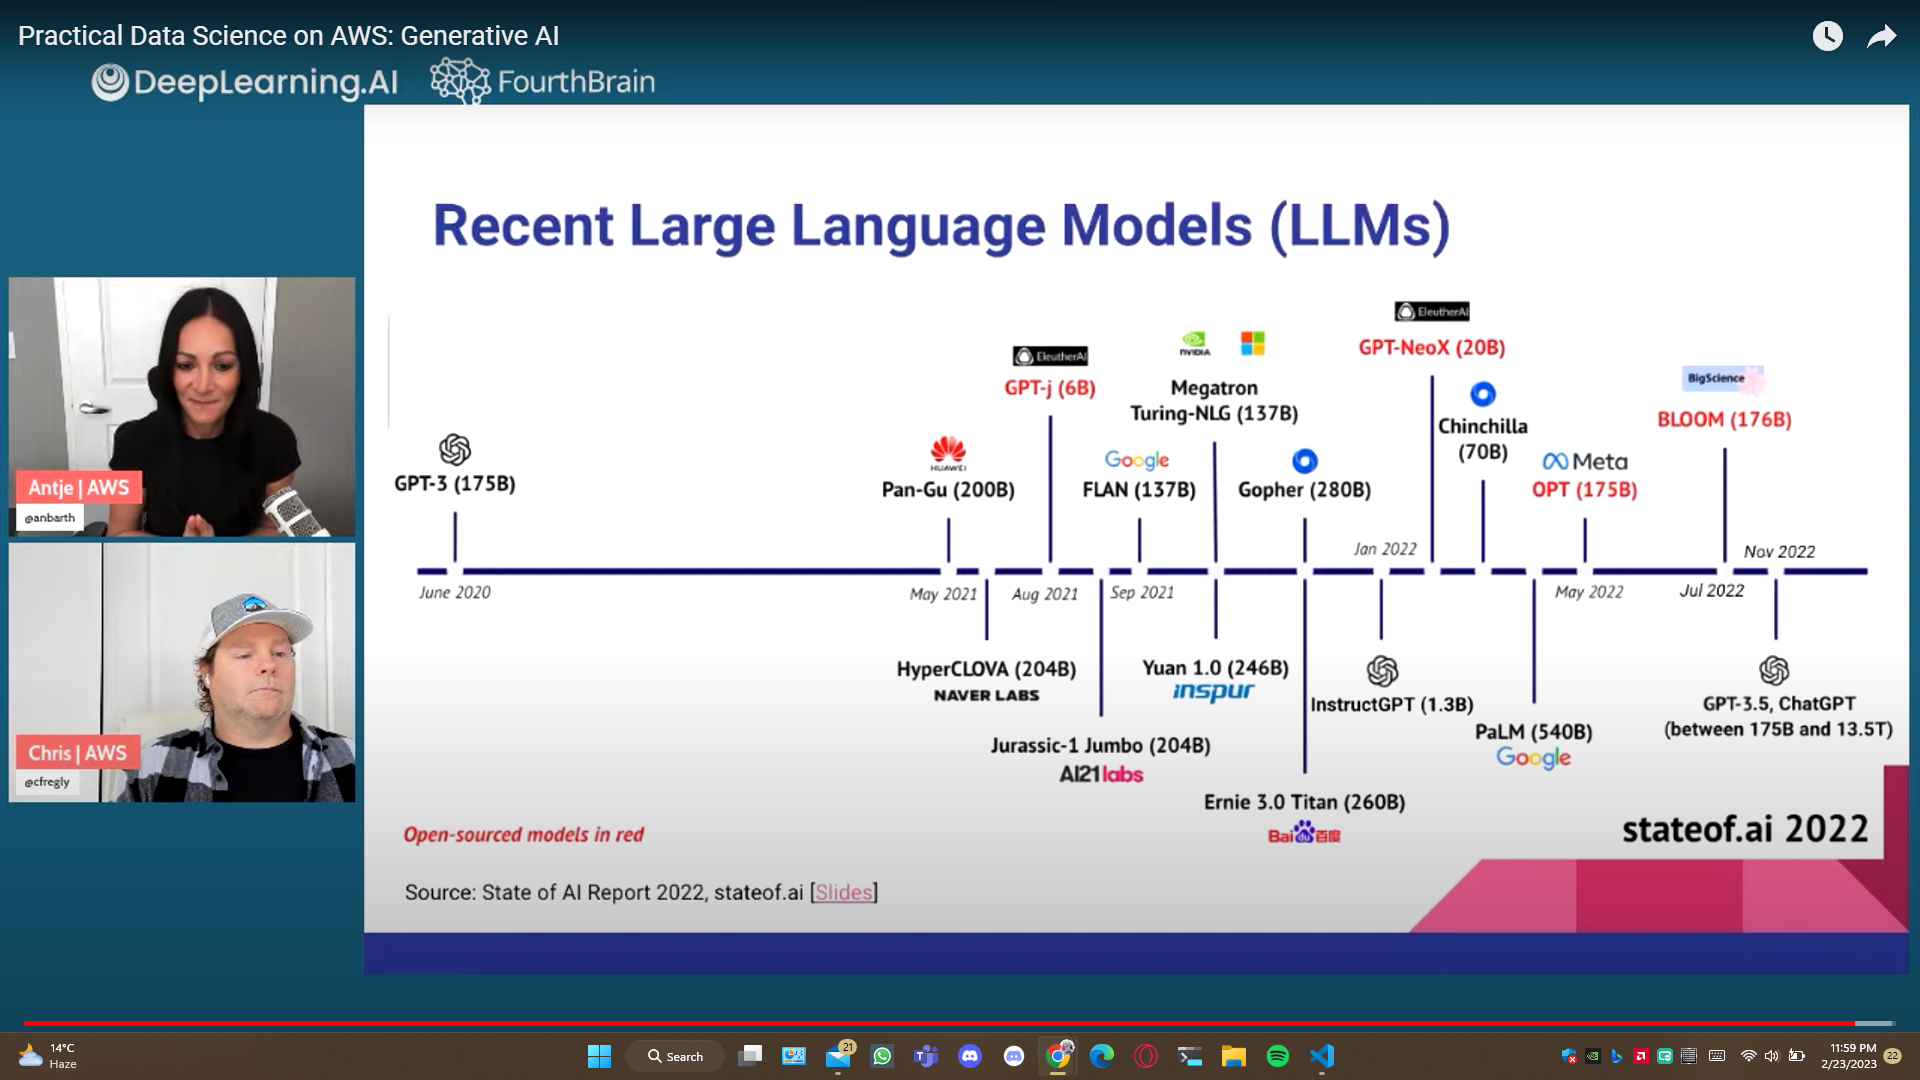 Practical Data Science on AWS: Generative AI
DeepLearning.AI FourthBrain
Recent Large Language Models (LLMs)
EleutherAI
GPT-NeoX (20B)
NVIDIA
EleutherAI
GPT-j (6B)
Megatron
Turing-NLG (137B)
BigScience
BLOOM (176B)
Chinchilla
(70B)
HUAWEI
Pan-Gu (200B)
Google
FLAN (137B)
Gopher (280B)
Meta
OPT (175B)
GPT-3 (175B)
Jan 2022
Nov 2022
June 2020
May 2021
Aug 2021
Sep 2021
May 2022
Jul 2022
HyperCLOVA (204B)
NAVER LABS
Yuan 1.0 (246B)
inspur
InstructGPT (1.3B)
GPT-3.5, ChatGPT
(between 175B and 13.5T)
Jurassic-1 Jumbo (204B)
AI21labs
PaLM (540B)
Google
Ernie 3.0 Titan (260B)
Baidu百度
Open-sourced models in red
stateof.ai 2022
Source: State of AI Report 2022, stateof.ai [Slides]
Antje | AWS
@anbarth
Chris | AWS
@cfregly
14°C
Haze
Search
21
11:59 PM
2/23/2023
22